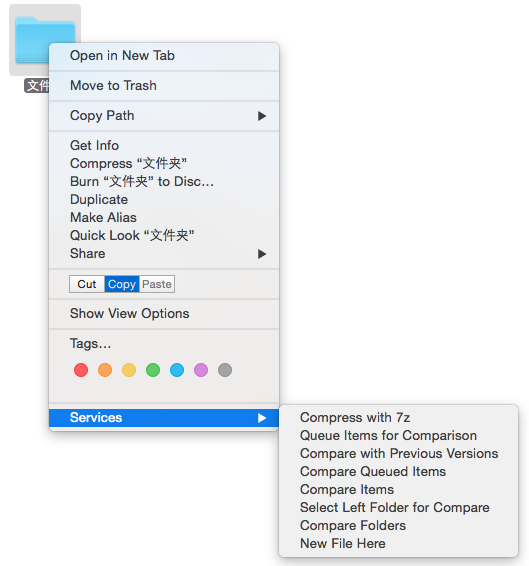 文件
Open in New Tab
Move to Trash
Copy Path
Get Info
Compress “文件夹”
Burn “文件夹” to Disc...
Duplicate
Make Alias
Quick Look “文件夹”
Share
Cut Copy Paste
Show View Options
Tags...
Services
Compress with 7z
Queue Items for Comparison
Compare with Previous Versions
Compare Queued Items
Compare Items
Select Left Folder for Compare
Compare Folders
New File Here